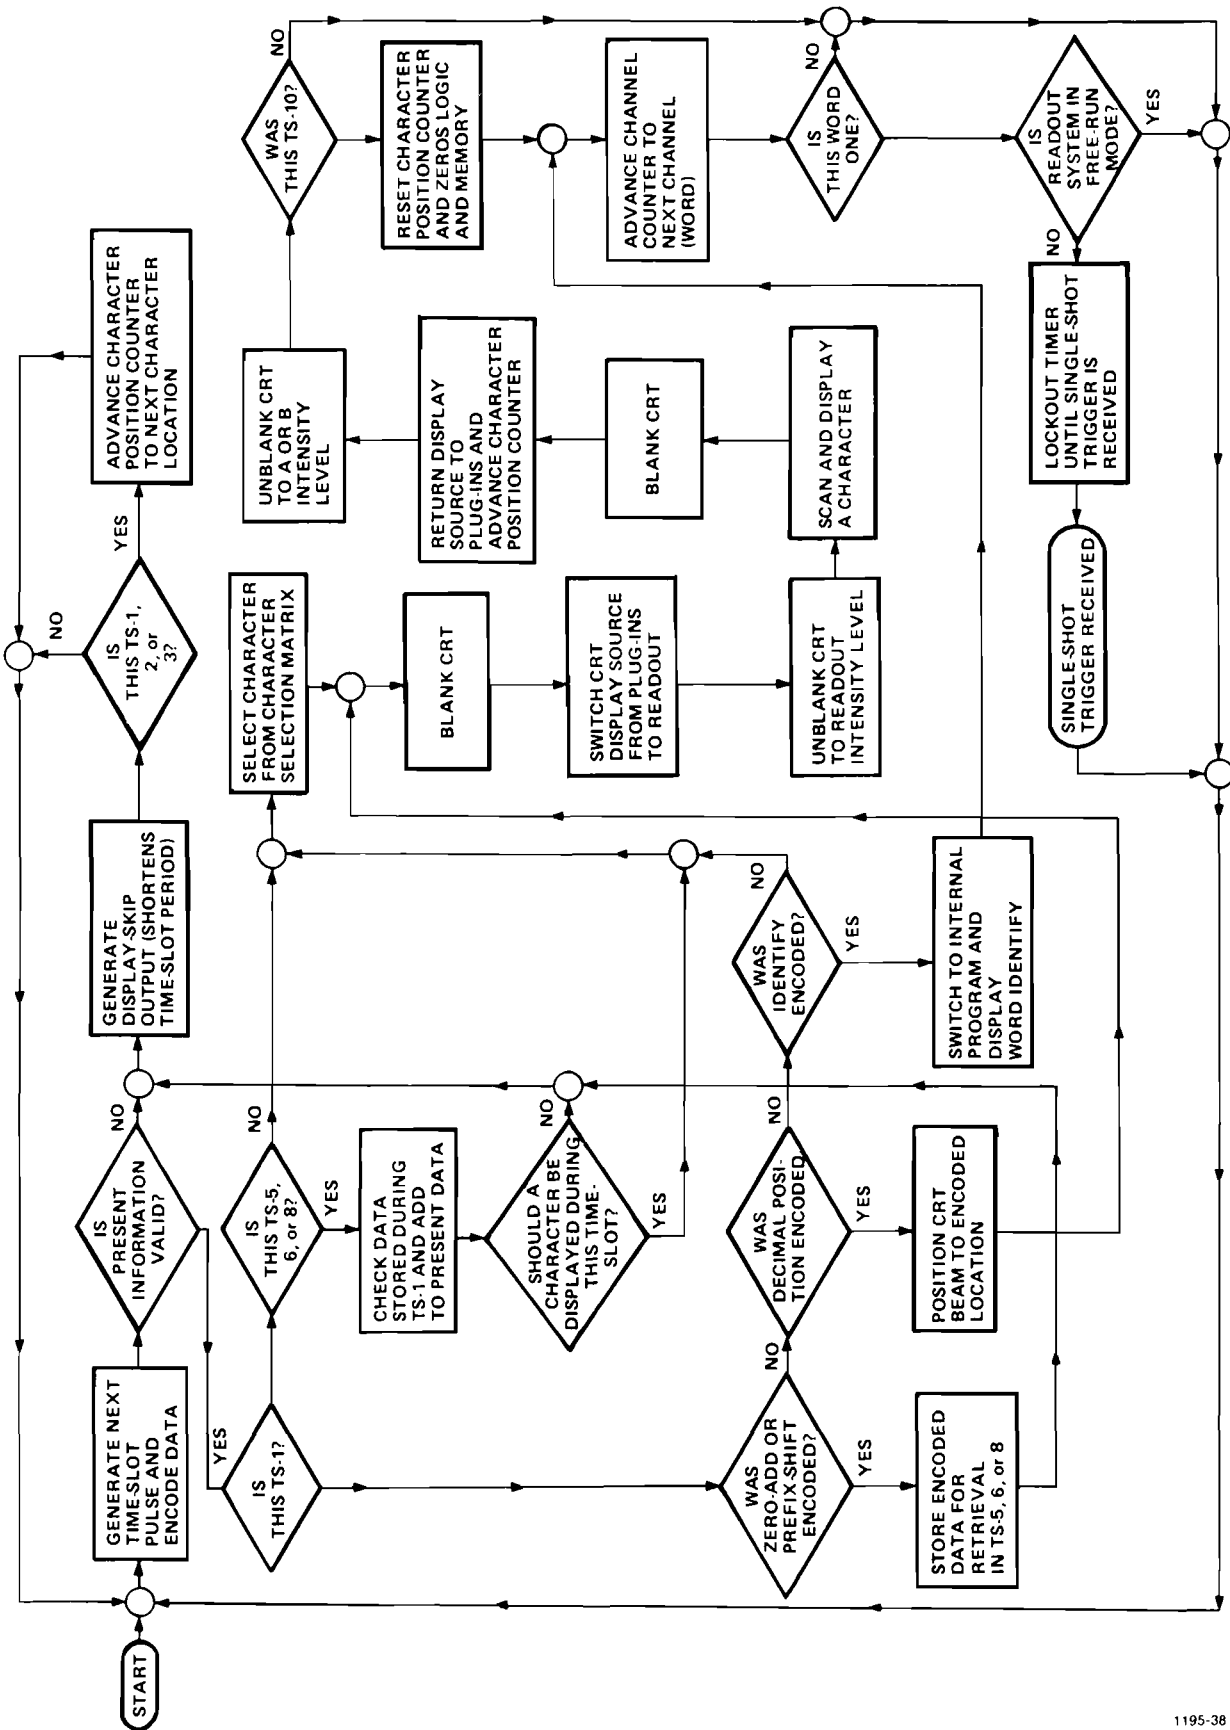 START
GENERATE NEXT
TIME-SLOT
PULSE AND
ENCODE DATA
IS
PRESENT
INFORMATION
VALID?
NO
YES
GENERATE
DISPLAY-SKIP
OUTPUT (SHORTENS
TIME-SLOT PERIOD)
IS
THIS TS-1,
2, or
3?
NO
YES
ADVANCE CHARACTER
POSITION COUNTER
TO NEXT CHARACTER
LOCATION
IS
THIS TS-1?
IS
THIS TS-5,
6, or 8?
NO
YES
CHECK DATA
STORED DURING
TS-1 AND ADD
TO PRESENT DATA
SHOULD A
CHARACTER BE
DISPLAYED DURING
THIS TIME-
SLOT?
NO
YES
SELECT CHARACTER
FROM CHARACTER
SELECTION MATRIX
BLANK CRT
SWITCH CRT
DISPLAY SOURCE
FROM PLUG-INS
TO READOUT
UNBLANK CRT
TO READOUT
INTENSITY LEVEL
SCAN AND DISPLAY
A CHARACTER
BLANK CRT
RETURN DISPLAY
SOURCE TO
PLUG-INS AND
ADVANCE CHARACTER
POSITION COUNTER
UNBLANK CRT
TO A OR B
INTENSITY
LEVEL
WAS
THIS TS-10?
NO
RESET CHARACTER
POSITION COUNTER
AND ZEROS LOGIC
AND MEMORY
ADVANCE CHANNEL
COUNTER TO
NEXT CHANNEL
(WORD)
IS
THIS WORD
ONE?
NO
IS
READOUT
SYSTEM IN
FREE-RUN
MODE?
YES
NO
LOCKOUT TIMER
UNTIL SINGLE-SHOT
TRIGGER IS
RECEIVED
SINGLE-SHOT
TRIGGER RECEIVED
WAS
ZERO-ADD OR
PREFIX-SHIFT
ENCODED?
NO
YES
STORE ENCODED
DATA FOR
RETRIEVAL
IN TS-5, 6, or 8
WAS
DECIMAL POSI-
TION ENCODED
NO
YES
POSITION CRT
BEAM TO ENCODED
LOCATION
WAS
IDENTIFY
ENCODED?
NO
YES
SWITCH TO INTERNAL
PROGRAM AND
DISPLAY
WORD IDENTIFY
1195-38